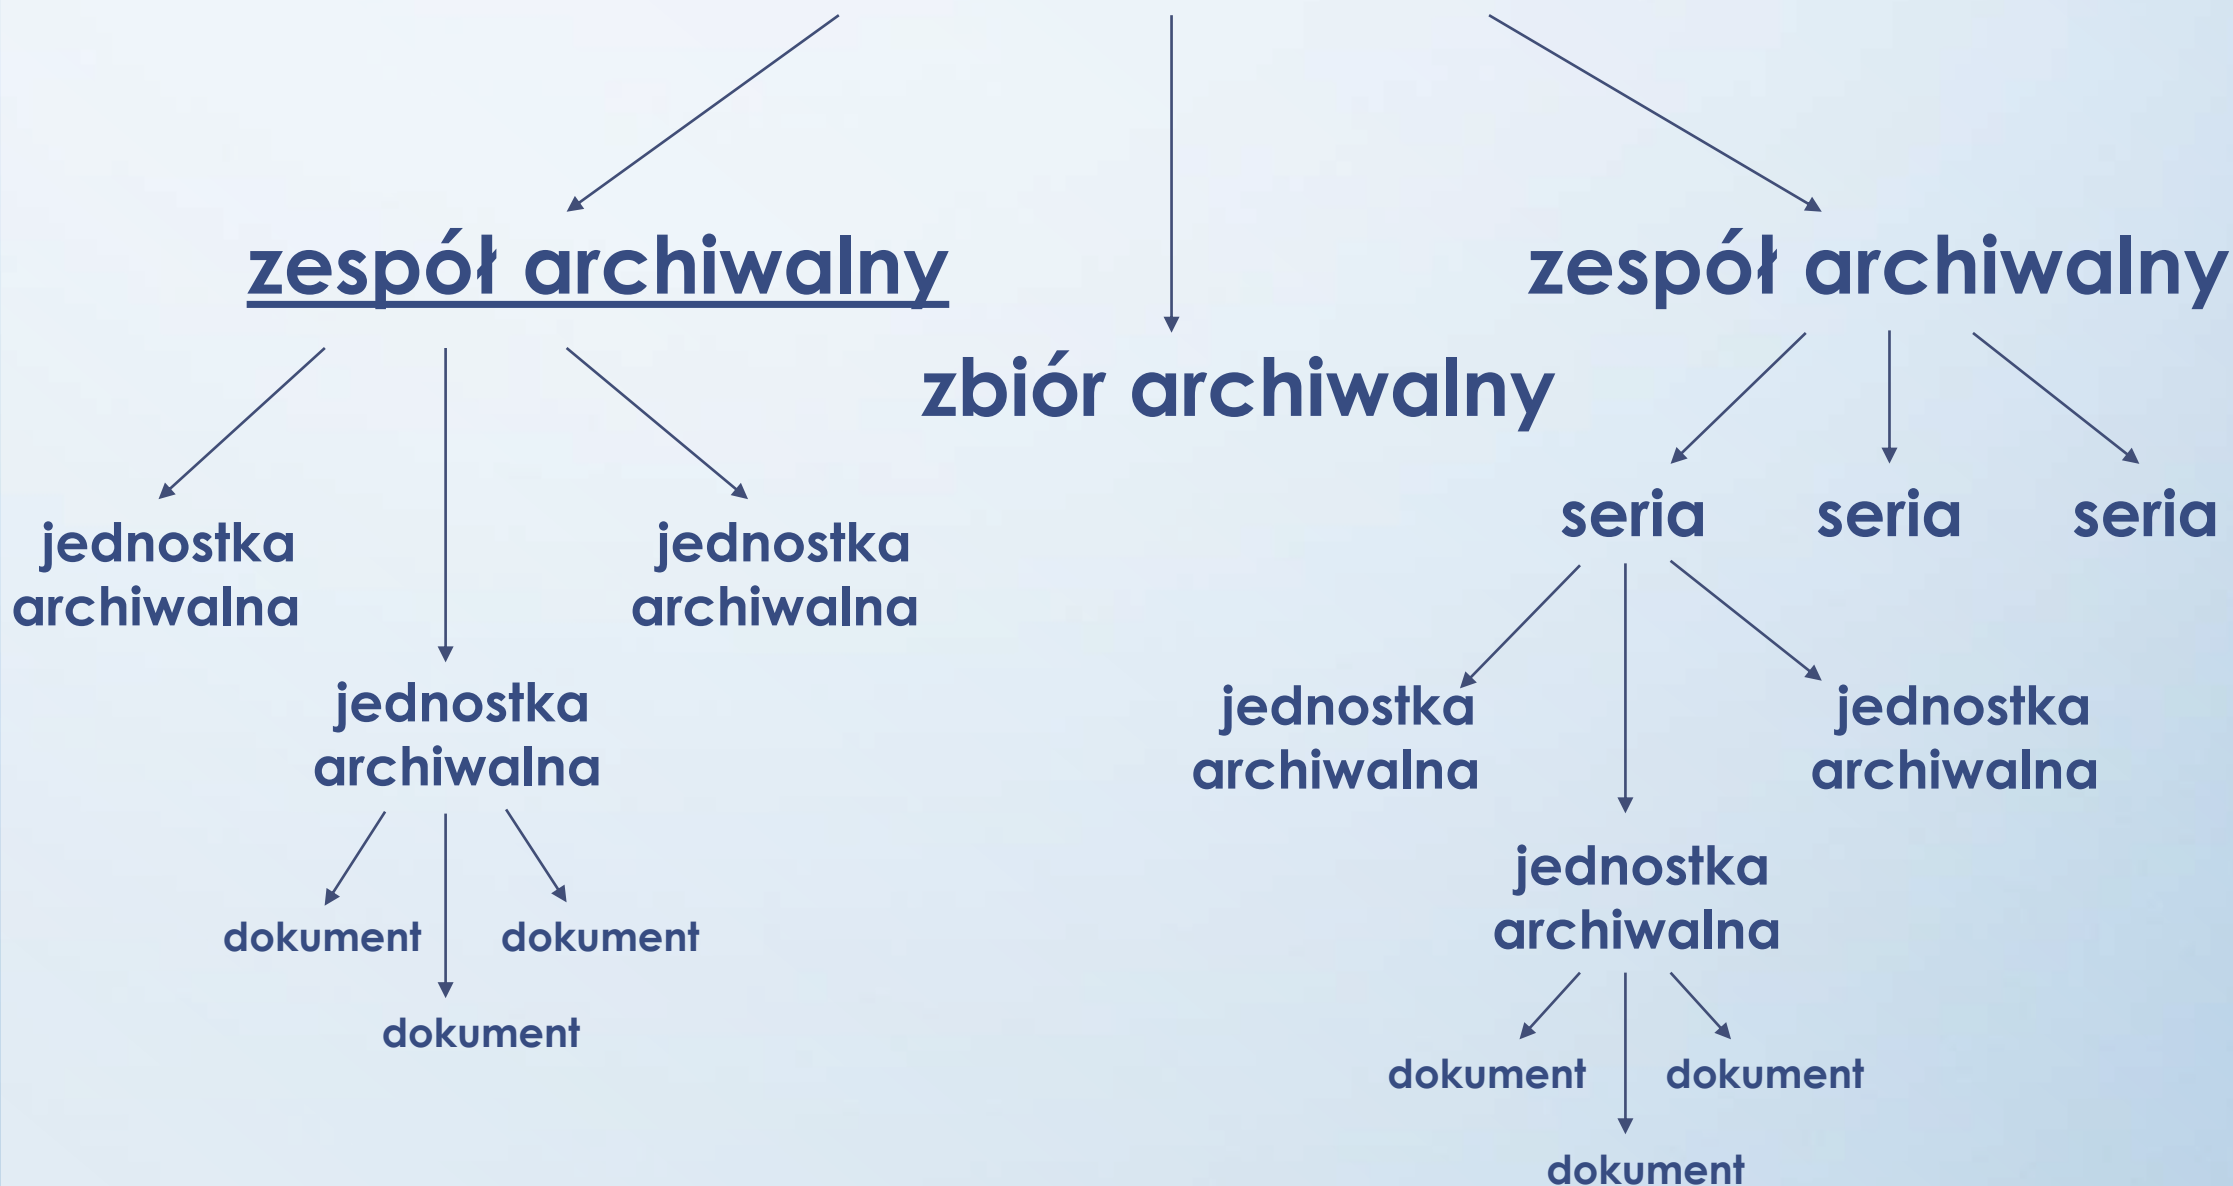 zespół archiwalny
zespół archiwalny
zbiór archiwalny
seria seria seria
jednostka
archiwalna
jednostka
archiwalna
jednostka
archiwalna
jednostka
archiwalna
jednostka
archiwalna
jednostka
archiwalna
dokument dokument
dokument
dokument dokument
dokument